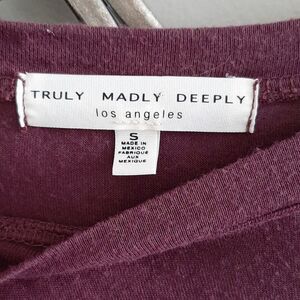 TRULY MADLY DEEPLY
los angeles
S
MADE IN
MEXICO
FABRIQUÉ
AUX
MEXIQUE